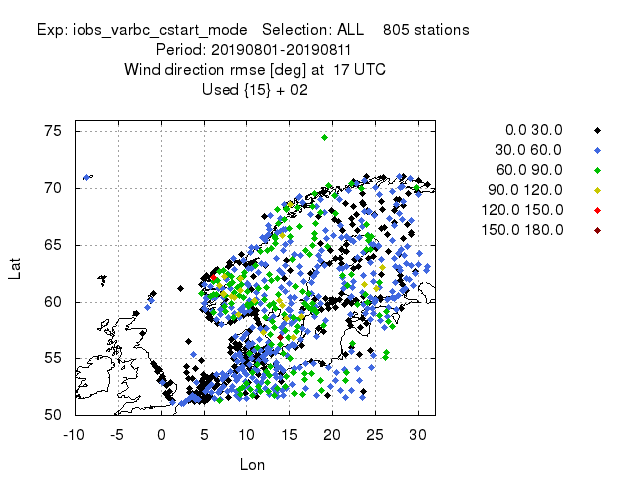 Exp: iobs_varbc_cstart_mode   Selection: ALL    805 stations
Period: 20190801-20190811
Wind direction rmse [deg] at  17 UTC
Used {15} + 02
0.0 30.0
30.0 60.0
60.0 90.0
90.0 120.0
120.0 150.0
150.0 180.0
75
70
65
60
55
50
Lat
-10 -5 0 5 10 15 20 25 30
Lon